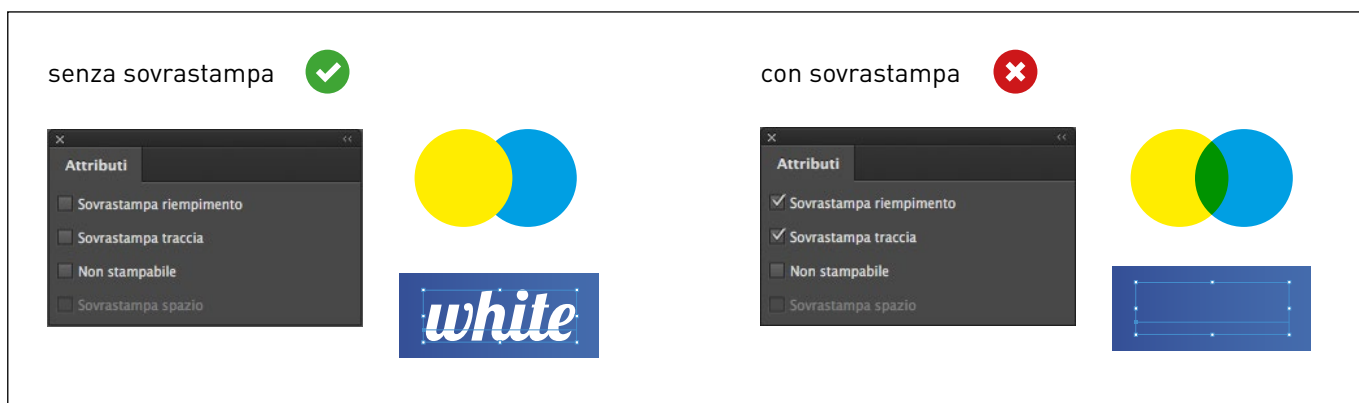 senza sovrastampa
Attributi
Sovrastampa riempimento
Sovrastampa traccia
Non stampabile
Sovrastampa spazio
white
con sovrastampa
Attributi
Sovrastampa riempimento
Sovrastampa traccia
Non stampabile
Sovrastampa spazio